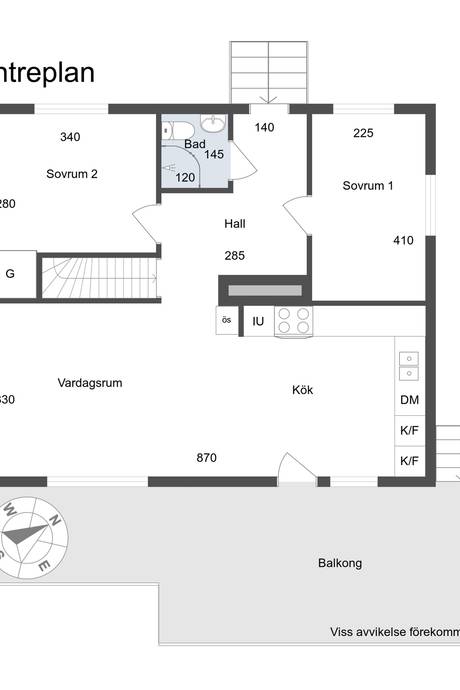 ntreplan
340
Sovrum 2
280
G
Bad
145
120
140
Hall
285
225
Sovrum 1
410
ös
IU
Vardagsrum
330
870
Kök
DM
K/F
K/F
N
W
S
E
Balkong
Viss avvikelse förekomm